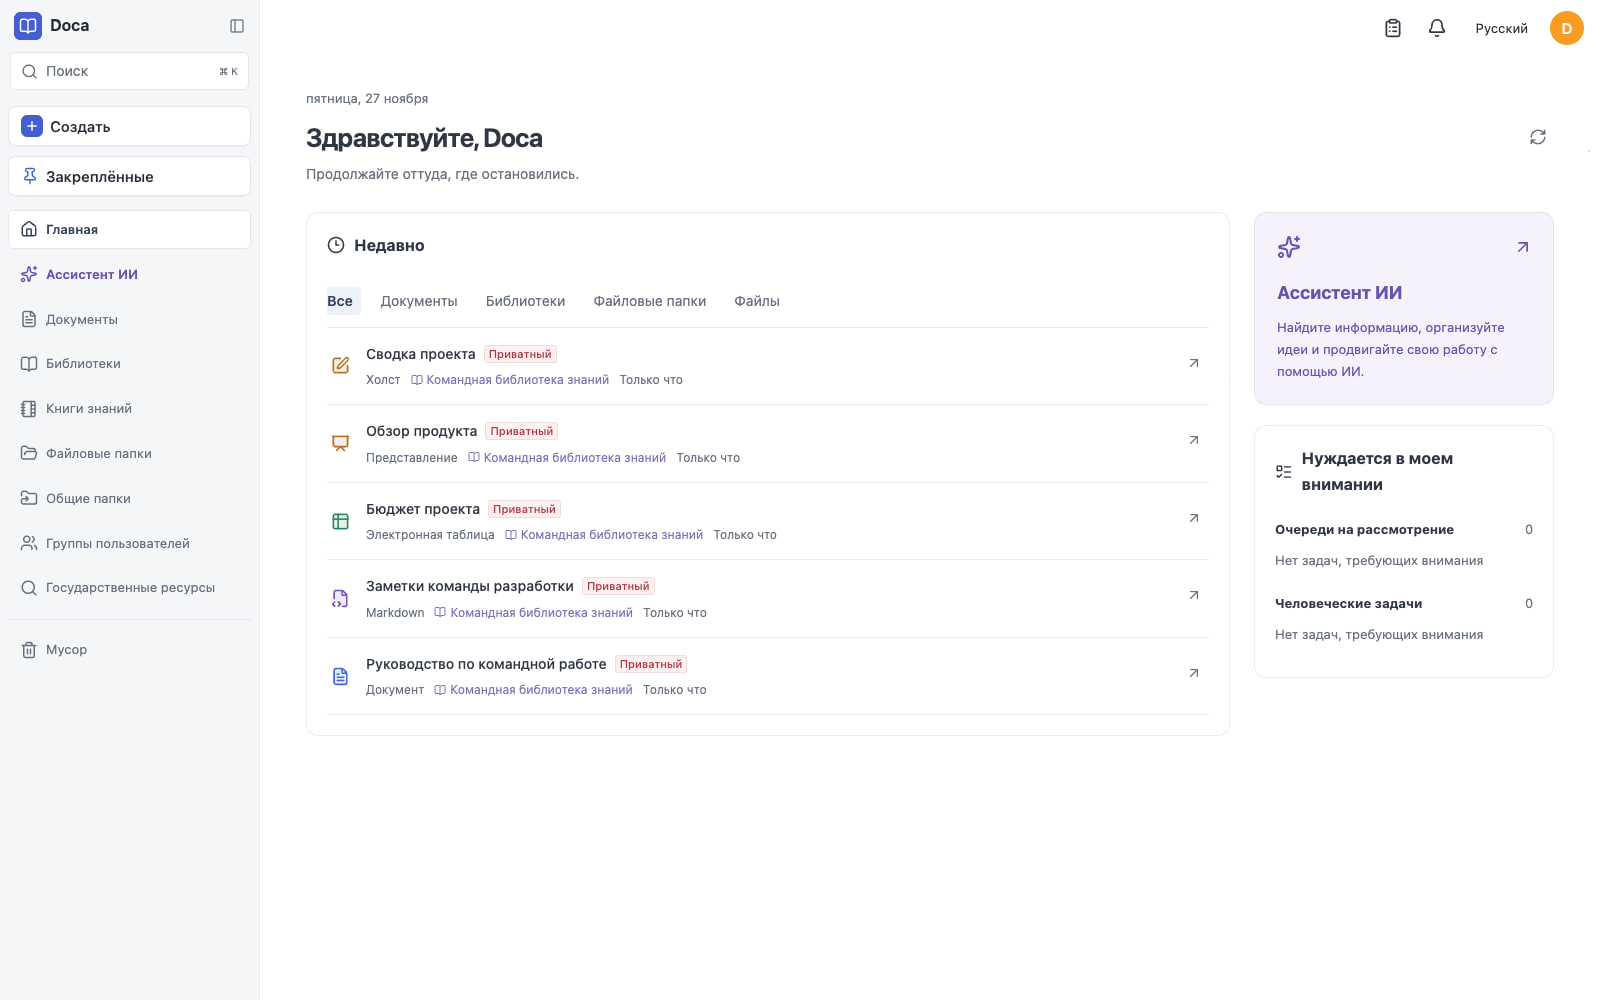 Doca
Поиск
⌘ K
Создать
Закреплённые
Главная
Ассистент ИИ
Документы
Библиотеки
Книги знаний
Файловые папки
Общие папки
Группы пользователей
Государственные ресурсы
Мусор
Русский
D
пятница, 27 ноября
Здравствуйте, Doca
Продолжайте оттуда, где остановились.
Недавно
Все Документы Библиотеки Файловые папки Файлы
Сводка проекта Приватный
Холст Командная библиотека знаний Только что
Обзор продукта Приватный
Представление Командная библиотека знаний Только что
Бюджет проекта Приватный
Электронная таблица Командная библиотека знаний Только что
Заметки команды разработки Приватный
Markdown Командная библиотека знаний Только что
Руководство по командной работе Приватный
Документ Командная библиотека знаний Только что
Ассистент ИИ
Найдите информацию, организуйте
идеи и продвигайте свою работу с
помощью ИИ.
Нуждается в моем
внимании
Очереди на рассмотрение 0
Нет задач, требующих внимания
Человеческие задачи 0
Нет задач, требующих внимания